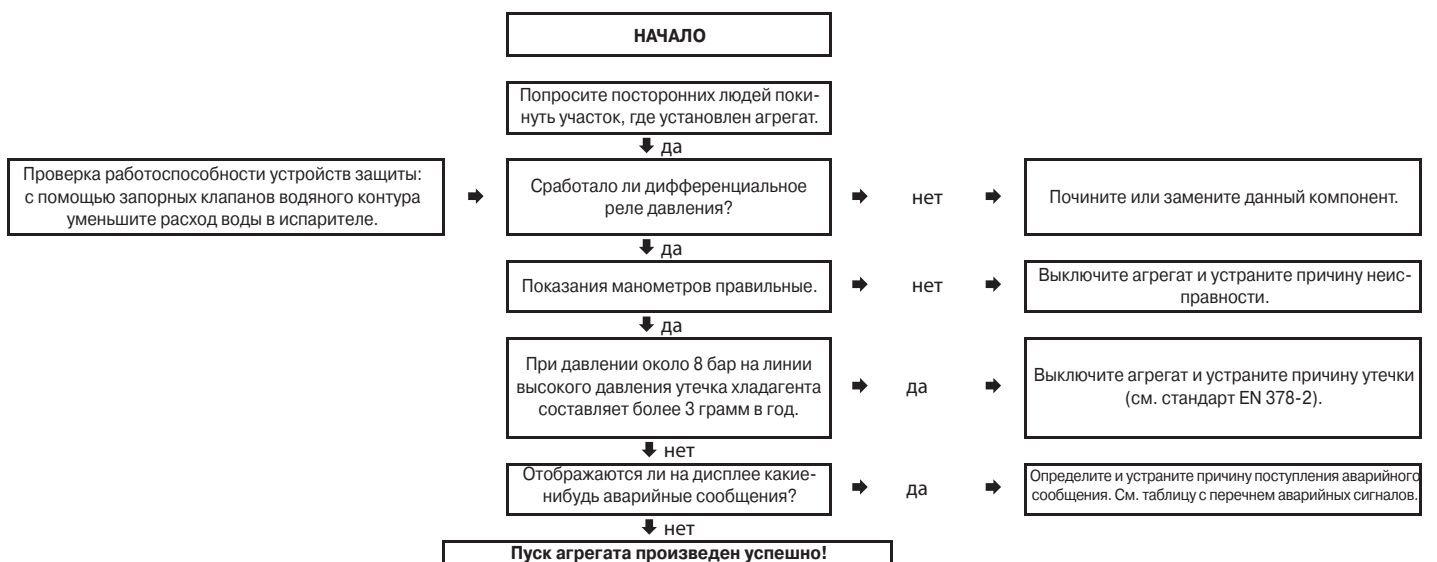 НАЧАЛО
Попросите посторонних людей поки-
нуть участок, где установлен агрегат.
да
Проверка работоспособности устройств защиты:
с помощью запорных клапанов водяного контура
уменьшите расход воды в испарителе.
Сработало ли дифференциальное
реле давления?
нет
Почините или замените данный компонент.
да
Показания манометров правильные.
нет
Выключите агрегат и устраните причину неис-
правности.
да
При давлении около 8 бар на линии
высокого давления утечка хладагента
составляет более 3 грамм в год.
да
Выключите агрегат и устраните причину утечки
(см. стандарт EN 378-2).
нет
Отображаются ли на дисплее какие-
нибудь аварийные сообщения?
да
Определите и устраните причину поступления аварийного
сообщения. См. таблицу с перечнем аварийных сигналов.
нет
Пуск агрегата произведен успешно!